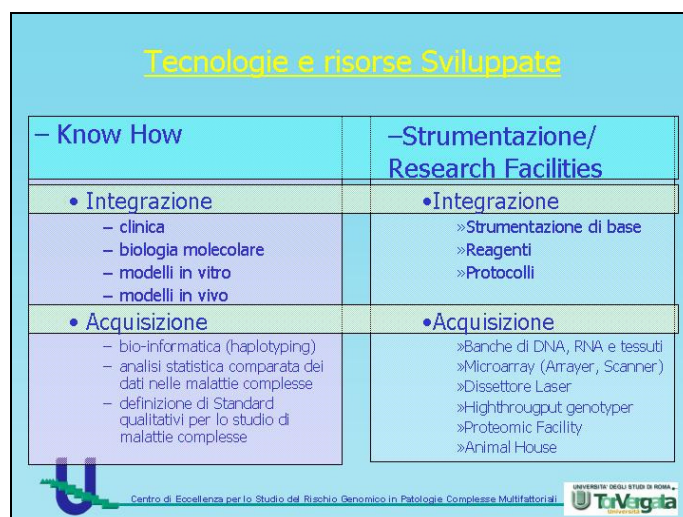 Tecnologie e risorse Sviluppate
– Know How
• Integrazione
– clinica
– biologia molecolare
– modelli in vitro
– modelli in vivo
• Acquisizione
– bio-informatica (haplotyping)
– analisi statistica comparata dei
dati nelle malattie complesse
– definizione di Standard
qualitativi per lo studio di
malattie complesse
–Strumentazione/
Research Facilities
•Integrazione
»Strumentazione di base
»Reagenti
»Protocolli
•Acquisizione
»Banche di DNA, RNA e tessuti
»Microarray (Arrayer, Scanner)
»Dissettore Laser
»Highthrougput genotyper
»Proteomic Facility
»Animal House
Centro di Eccellenza per lo Studio del Rischio Genomico in Patologie Complesse Multifattoriali
UNIVERSITA' DEGLI STUDI DI ROMA
TorVergata
Università